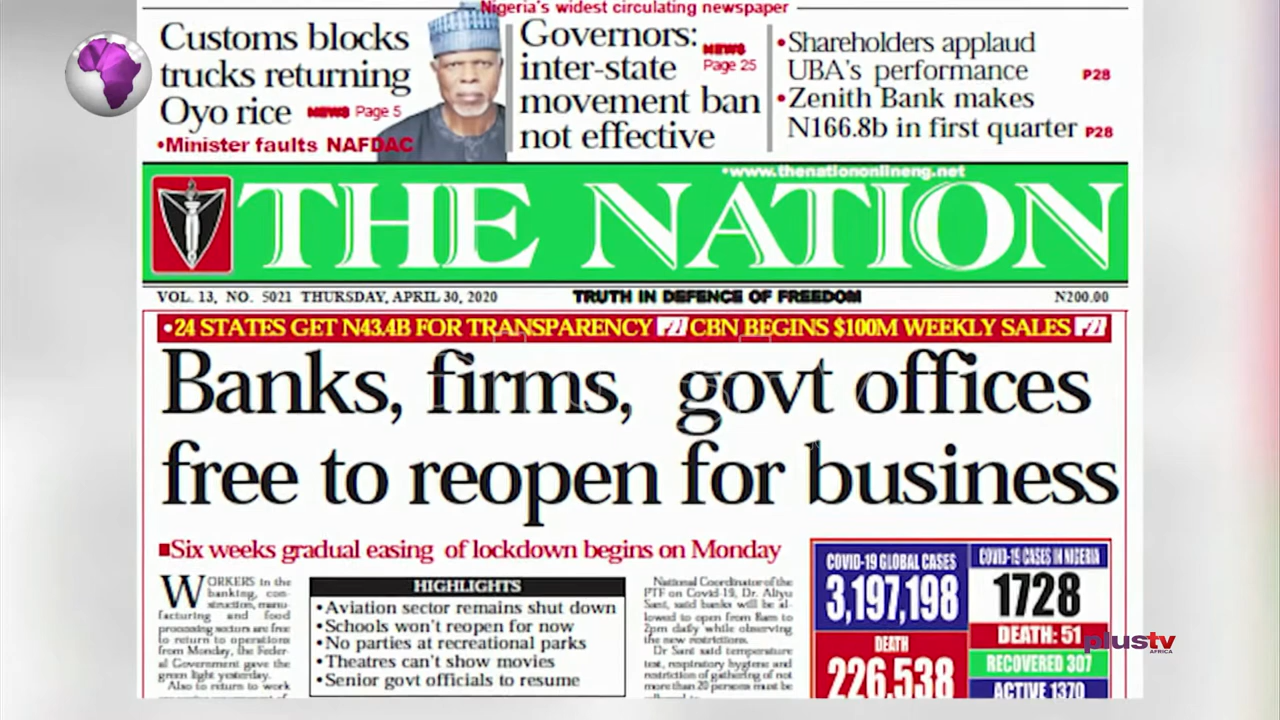 Nigeria's widest circulating newspaper
Customs blocks
trucks returning
Oyo rice NEWS Page 5
•Minister faults NAFDAC
Governors: NEWS
inter-state Page 25
movement ban
not effective
•Shareholders applaud
UBA's performance P28
•Zenith Bank makes
N166.8b in first quarter P28
•www.thenationonlineng.net
THE NATION
VOL. 13, NO. 5021 THURSDAY, APRIL 30, 2020 TRUTH IN DEFENCE OF FREEDOM N200.00
•24 STATES GET N43.4B FOR TRANSPARENCY P21 CBN BEGINS $100M WEEKLY SALES P21
Banks, firms, govt offices
free to reopen for business
■Six weeks gradual easing of lockdown begins on Monday
WORKERS in the
banking, con-
struction, manu-
facturing and food
processing sectors are free
to return to operations
from Monday, the Feder-
al Government gave the
green light yesterday.
Also to return to work
HIGHLIGHTS
•Aviation sector remains shut down
•Schools won't reopen for now
•No parties at recreational parks
•Theatres can't show movies
•Senior govt officials to resume
National Coordinator of the
PTF on Covid-19, Dr. Aliyu
Sani, said banks will be al-
lowed to open from 8am to
2pm daily while observing
the new restrictions.
Dr Sani said temperature
test, respiratory hygiene and
restriction of gathering of not
more than 20 persons must be
COVID-19 GLOBAL CASES
3,197,198
DEATH
226,538
COVID-19 CASES IN NIGERIA
1728
DEATH: 51
RECOVERED 307
ACTIVE 1370
plustv
AFRICA